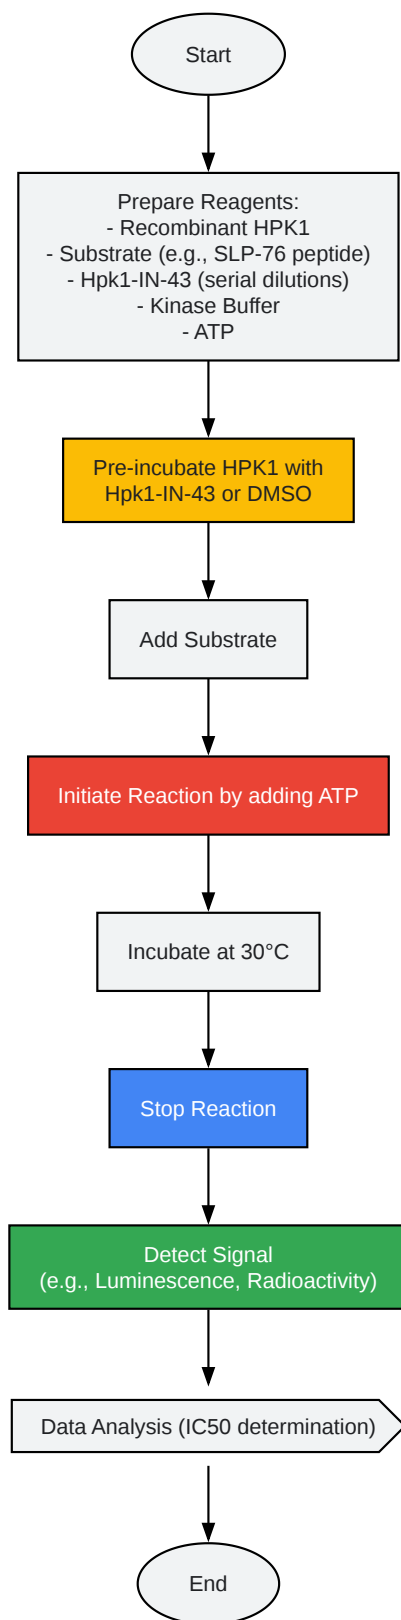 Start
Prepare Reagents:
- Recombinant HPK1
- Substrate (e.g., SLP-76 peptide)
- Hpk1-IN-43 (serial dilutions)
- Kinase Buffer
- ATP
Pre-incubate HPK1 with
Hpk1-IN-43 or DMSO
Add Substrate
Initiate Reaction by adding ATP
Incubate at 30°C
Stop Reaction
Detect Signal
(e.g., Luminescence, Radioactivity)
Data Analysis (IC50 determination)
End